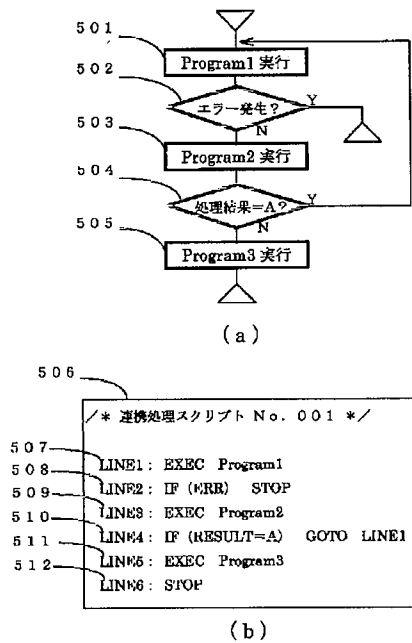 501
Program1 実行
502
エラー発生?
Y
503
N
Program2 実行
504
処理結果=A?
Y
505
N
Program3 実行
(a)
506
/* 連携処理スクリプト No. 001 */
507
LINE1: EXEC Program1
508
LINE2: IF (ERR) STOP
509
LINE3: EXEC Program2
510
LINE4: IF (RESULT=A) GOTO LINE1
511
LINE5: EXEC Program3
512
LINE6: STOP
(b)